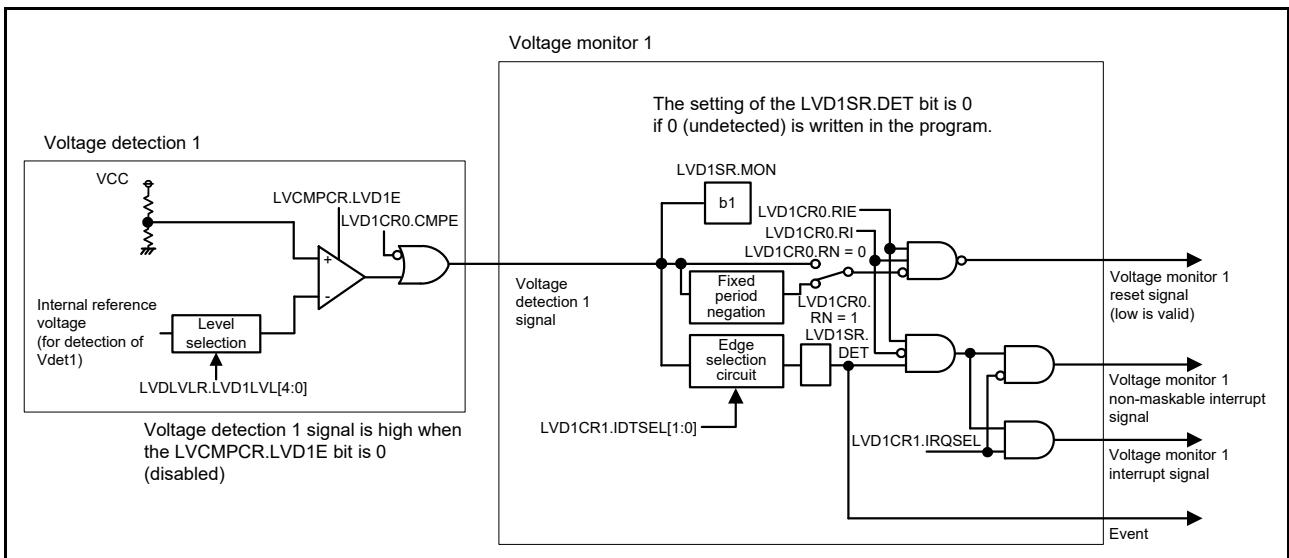 Voltage monitor 1
The setting of the LVD1SR.DET bit is 0
if 0 (undetected) is written in the program.
Voltage detection 1
VCC
LVCMPCR.LVD1E
LVD1CR0.CMPE
+
-
Internal reference
voltage
(for detection of
Vdet1)
Level
selection
LVDLVLR.LVD1LVL[4:0]
Voltage detection 1 signal is high when
the LVCMPCR.LVD1E bit is 0
(disabled)
Voltage
detection 1
signal
LVD1SR.MON
b1
LVD1CR0.RIE
LVD1CR0.RI
LVD1CR0.RN = 0
Fixed
period
negation
LVD1CR0.
RN = 1
LVD1SR.
DET
Edge
selection
circuit
LVD1CR1.IDTSEL[1:0]
LVD1CR1.IRQSEL
Voltage monitor 1
reset signal
(low is valid)
Voltage monitor 1
non-maskable interrupt
signal
Voltage monitor 1
interrupt signal
Event